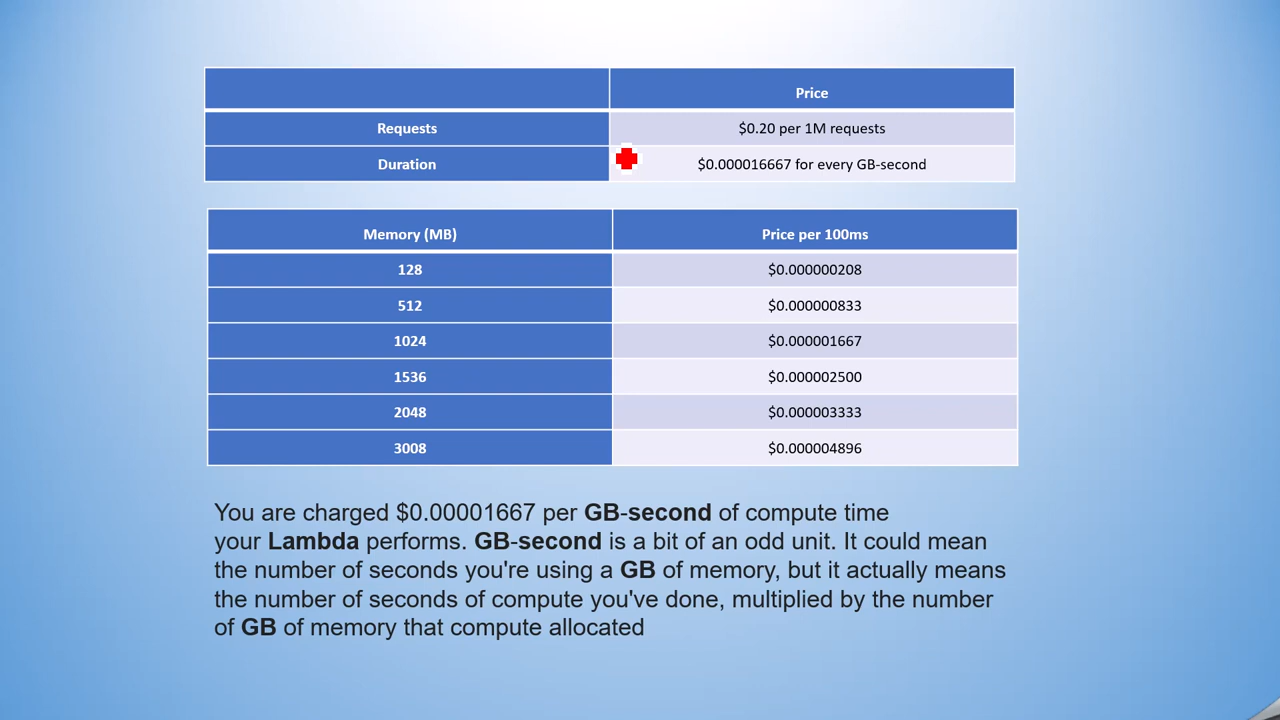 Price
Requests $0.20 per 1M requests
Duration $0.000016667 for every GB-second
Memory (MB) Price per 100ms
128 $0.000000208
512 $0.000000833
1024 $0.000001667
1536 $0.000002500
2048 $0.000003333
3008 $0.000004896
You are charged $0.00001667 per GB-second of compute time
your Lambda performs. GB-second is a bit of an odd unit. It could mean
the number of seconds you're using a GB of memory, but it actually means
the number of seconds of compute you've done, multiplied by the number
of GB of memory that compute allocated